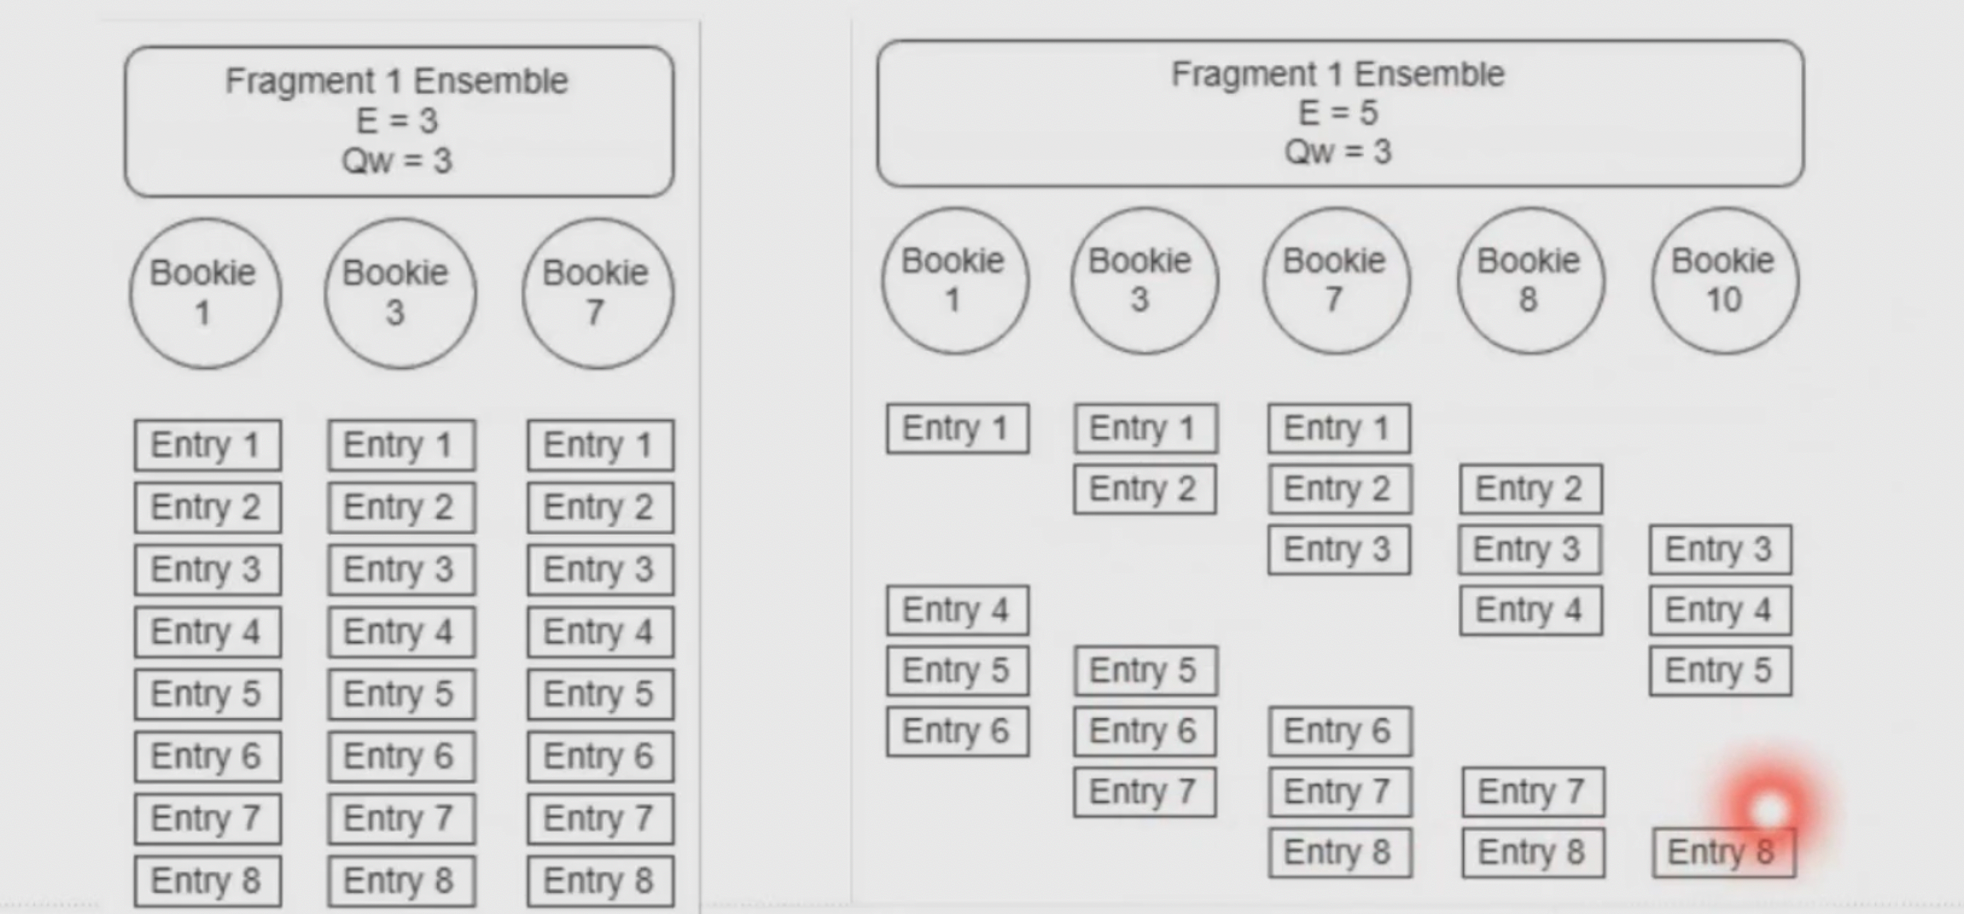 Fragment 1 Ensemble
E = 3
Qw = 3
Bookie
1
Bookie
3
Bookie
7
Entry 1 Entry 1 Entry 1
Entry 2 Entry 2 Entry 2
Entry 3 Entry 3 Entry 3
Entry 4 Entry 4 Entry 4
Entry 5 Entry 5 Entry 5
Entry 6 Entry 6 Entry 6
Entry 7 Entry 7 Entry 7
Entry 8 Entry 8 Entry 8
Fragment 1 Ensemble
E = 5
Qw = 3
Bookie
1
Bookie
3
Bookie
7
Bookie
8
Bookie
10
Entry 1 Entry 1 Entry 1
Entry 2 Entry 2 Entry 2
Entry 3 Entry 3 Entry 3
Entry 4 Entry 4 Entry 4
Entry 5 Entry 5 Entry 5
Entry 6 Entry 6 Entry 6
Entry 7 Entry 7 Entry 7
Entry 8 Entry 8 Entry 8